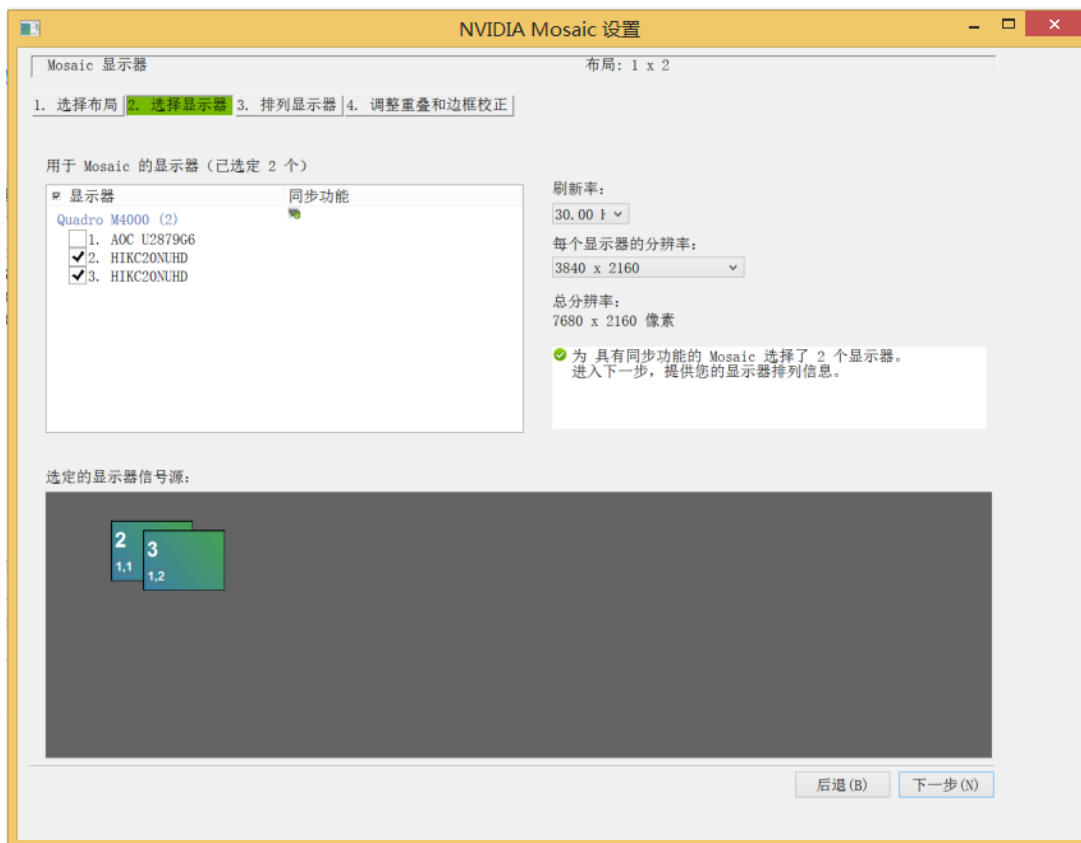 NVIDIA Mosaic 设置
Mosaic 显示器 布局: 1 x 2
1. 选择布局 2. 选择显示器 3. 排列显示器 4. 调整重叠和边框校正
用于 Mosaic 的显示器（已选定 2 个）
显示器 同步功能
Quadro M4000 (2)
1. AOC U2879G6
2. HIKC20NUHD
3. HIKC20NUHD
刷新率:
30.00 H
每个显示器的分辨率:
3840 x 2160
总分辨率:
7680 x 2160 像素
为 具有同步功能的 Mosaic 选择了 2 个显示器。
进入下一步，提供您的显示器排列信息。
选定的显示器信号源:
2
1,1
3
1,2
后退(B) 下一步(N)